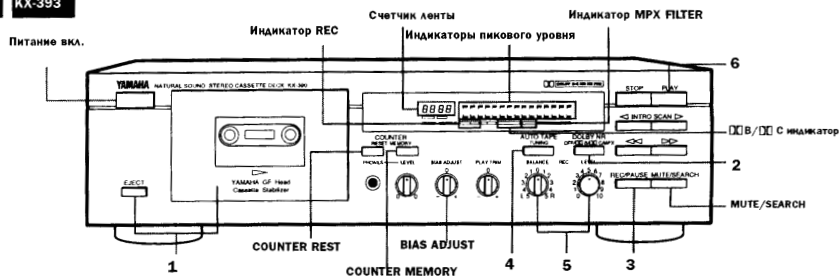 KX-393
Питание вкл.
Индикатор REC
Счетчик ленты
Индикаторы пикового уровня
Индикатор MPX FILTER
6
YAMAHA NATURAL SOUND STEREO CASSETTE DECK
STOP PLAY
INTRO SCAN
B/ C индикатор
COUNTER
RESET MEMORY
AUTO TAPE
TUNING
DOLBY NR
PHONES LEVEL BIAS ADJUST PLAY TRIM BALANCE REC LEVEL
2
YAMAHA GF Head
Cassette Stabilizer
EJECT
REC/PAUSE MUTE/SEARCH
MUTE/SEARCH
1
COUNTER REST
COUNTER MEMORY
BIAS ADJUST
4
5
3